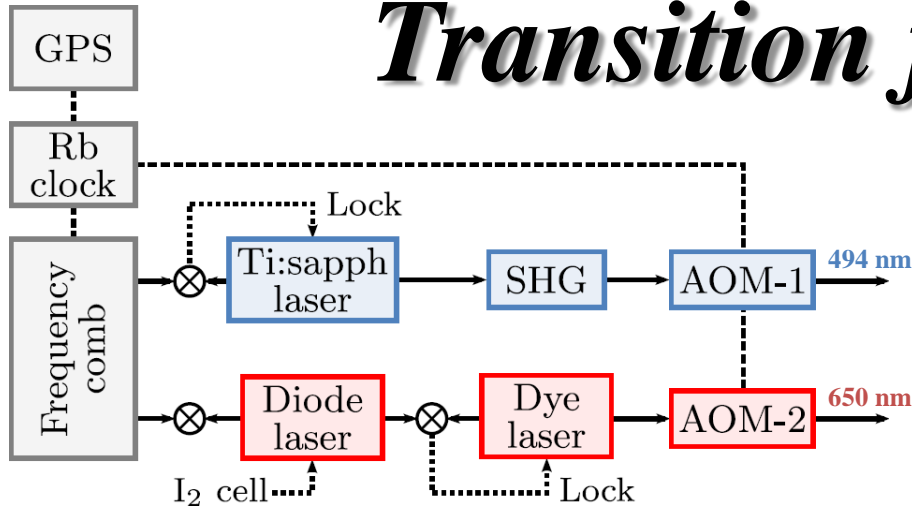 Transition
GPS
Rb
clock
Lock
Ti:sapph
laser
SHG
AOM-1
494 nm
Frequency
comb
Diode
laser
Dye
laser
AOM-2
650 nm
I₂ cell
Lock